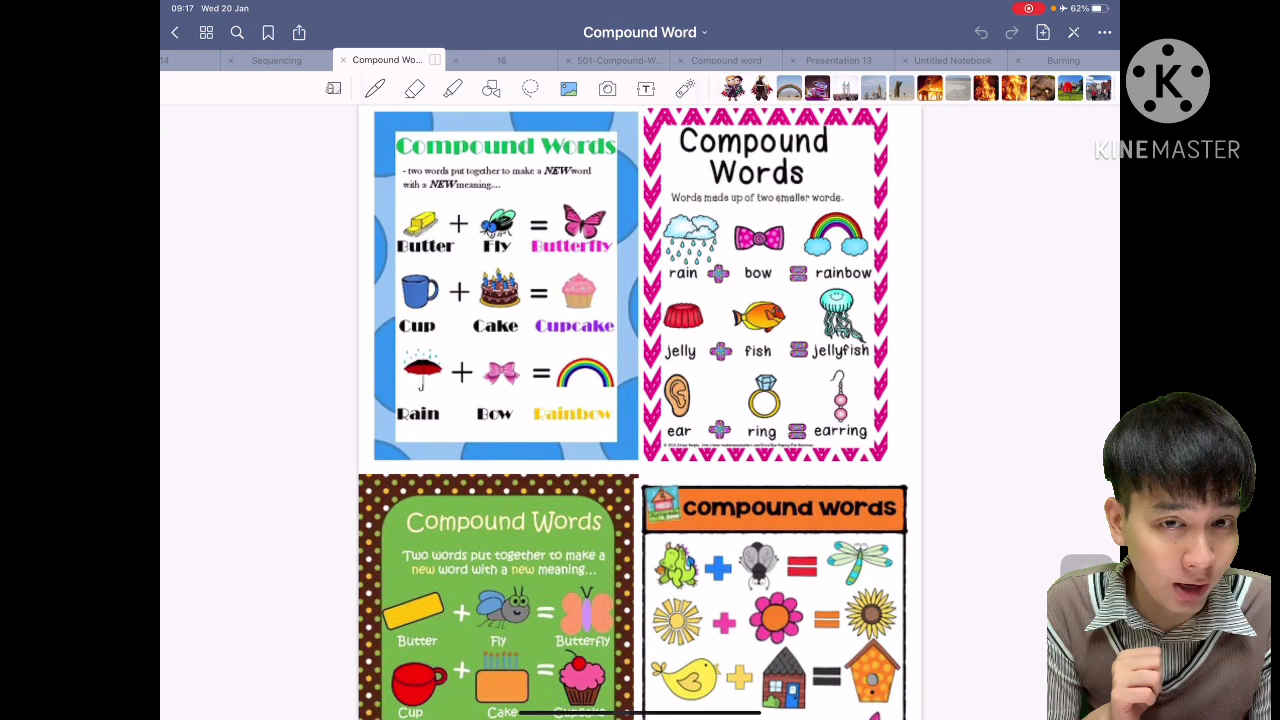 09:17 Wed 20 Jan
62%
Compound Word
14
Sequencing
Compound Wo...
16
501-Compound-W...
Compound word
Presentation 13
Untitled Notebook
Burning
K
KINEMASTER
Compound Words
- two words put together to make a NEW word
with a NEW meaning....
+ =
Butter Fly Butterfly
+ =
Cup Cake Cupcake
+ =
Rain Bow Rainbow
Compound
Words
Words made up of two smaller words.
rain + bow = rainbow
jelly + fish = jellyfish
ear + ring = earring
Compound Words
Two words put together to make a
new word with a new meaning...
+ =
Butter Fly Butterfly
+ =
Cup Cake Cupcake
compound words
+ =
+ =
+ =